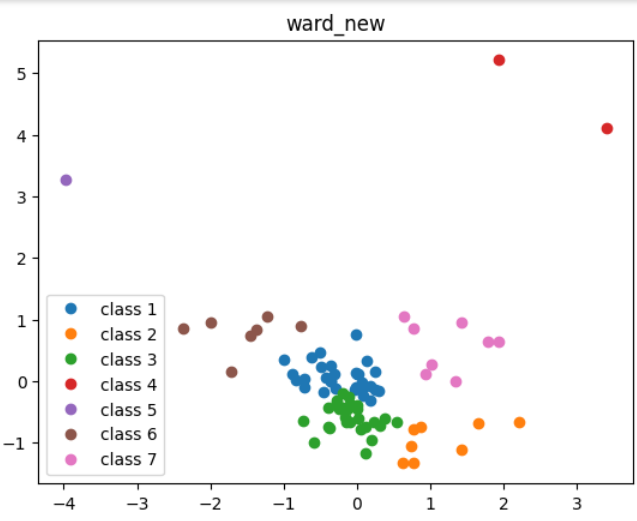 ward_new
5
4
3
2
1
0
−1
class 1
class 2
class 3
class 4
class 5
class 6
class 7
−4 −3 −2 −1 0 1 2 3